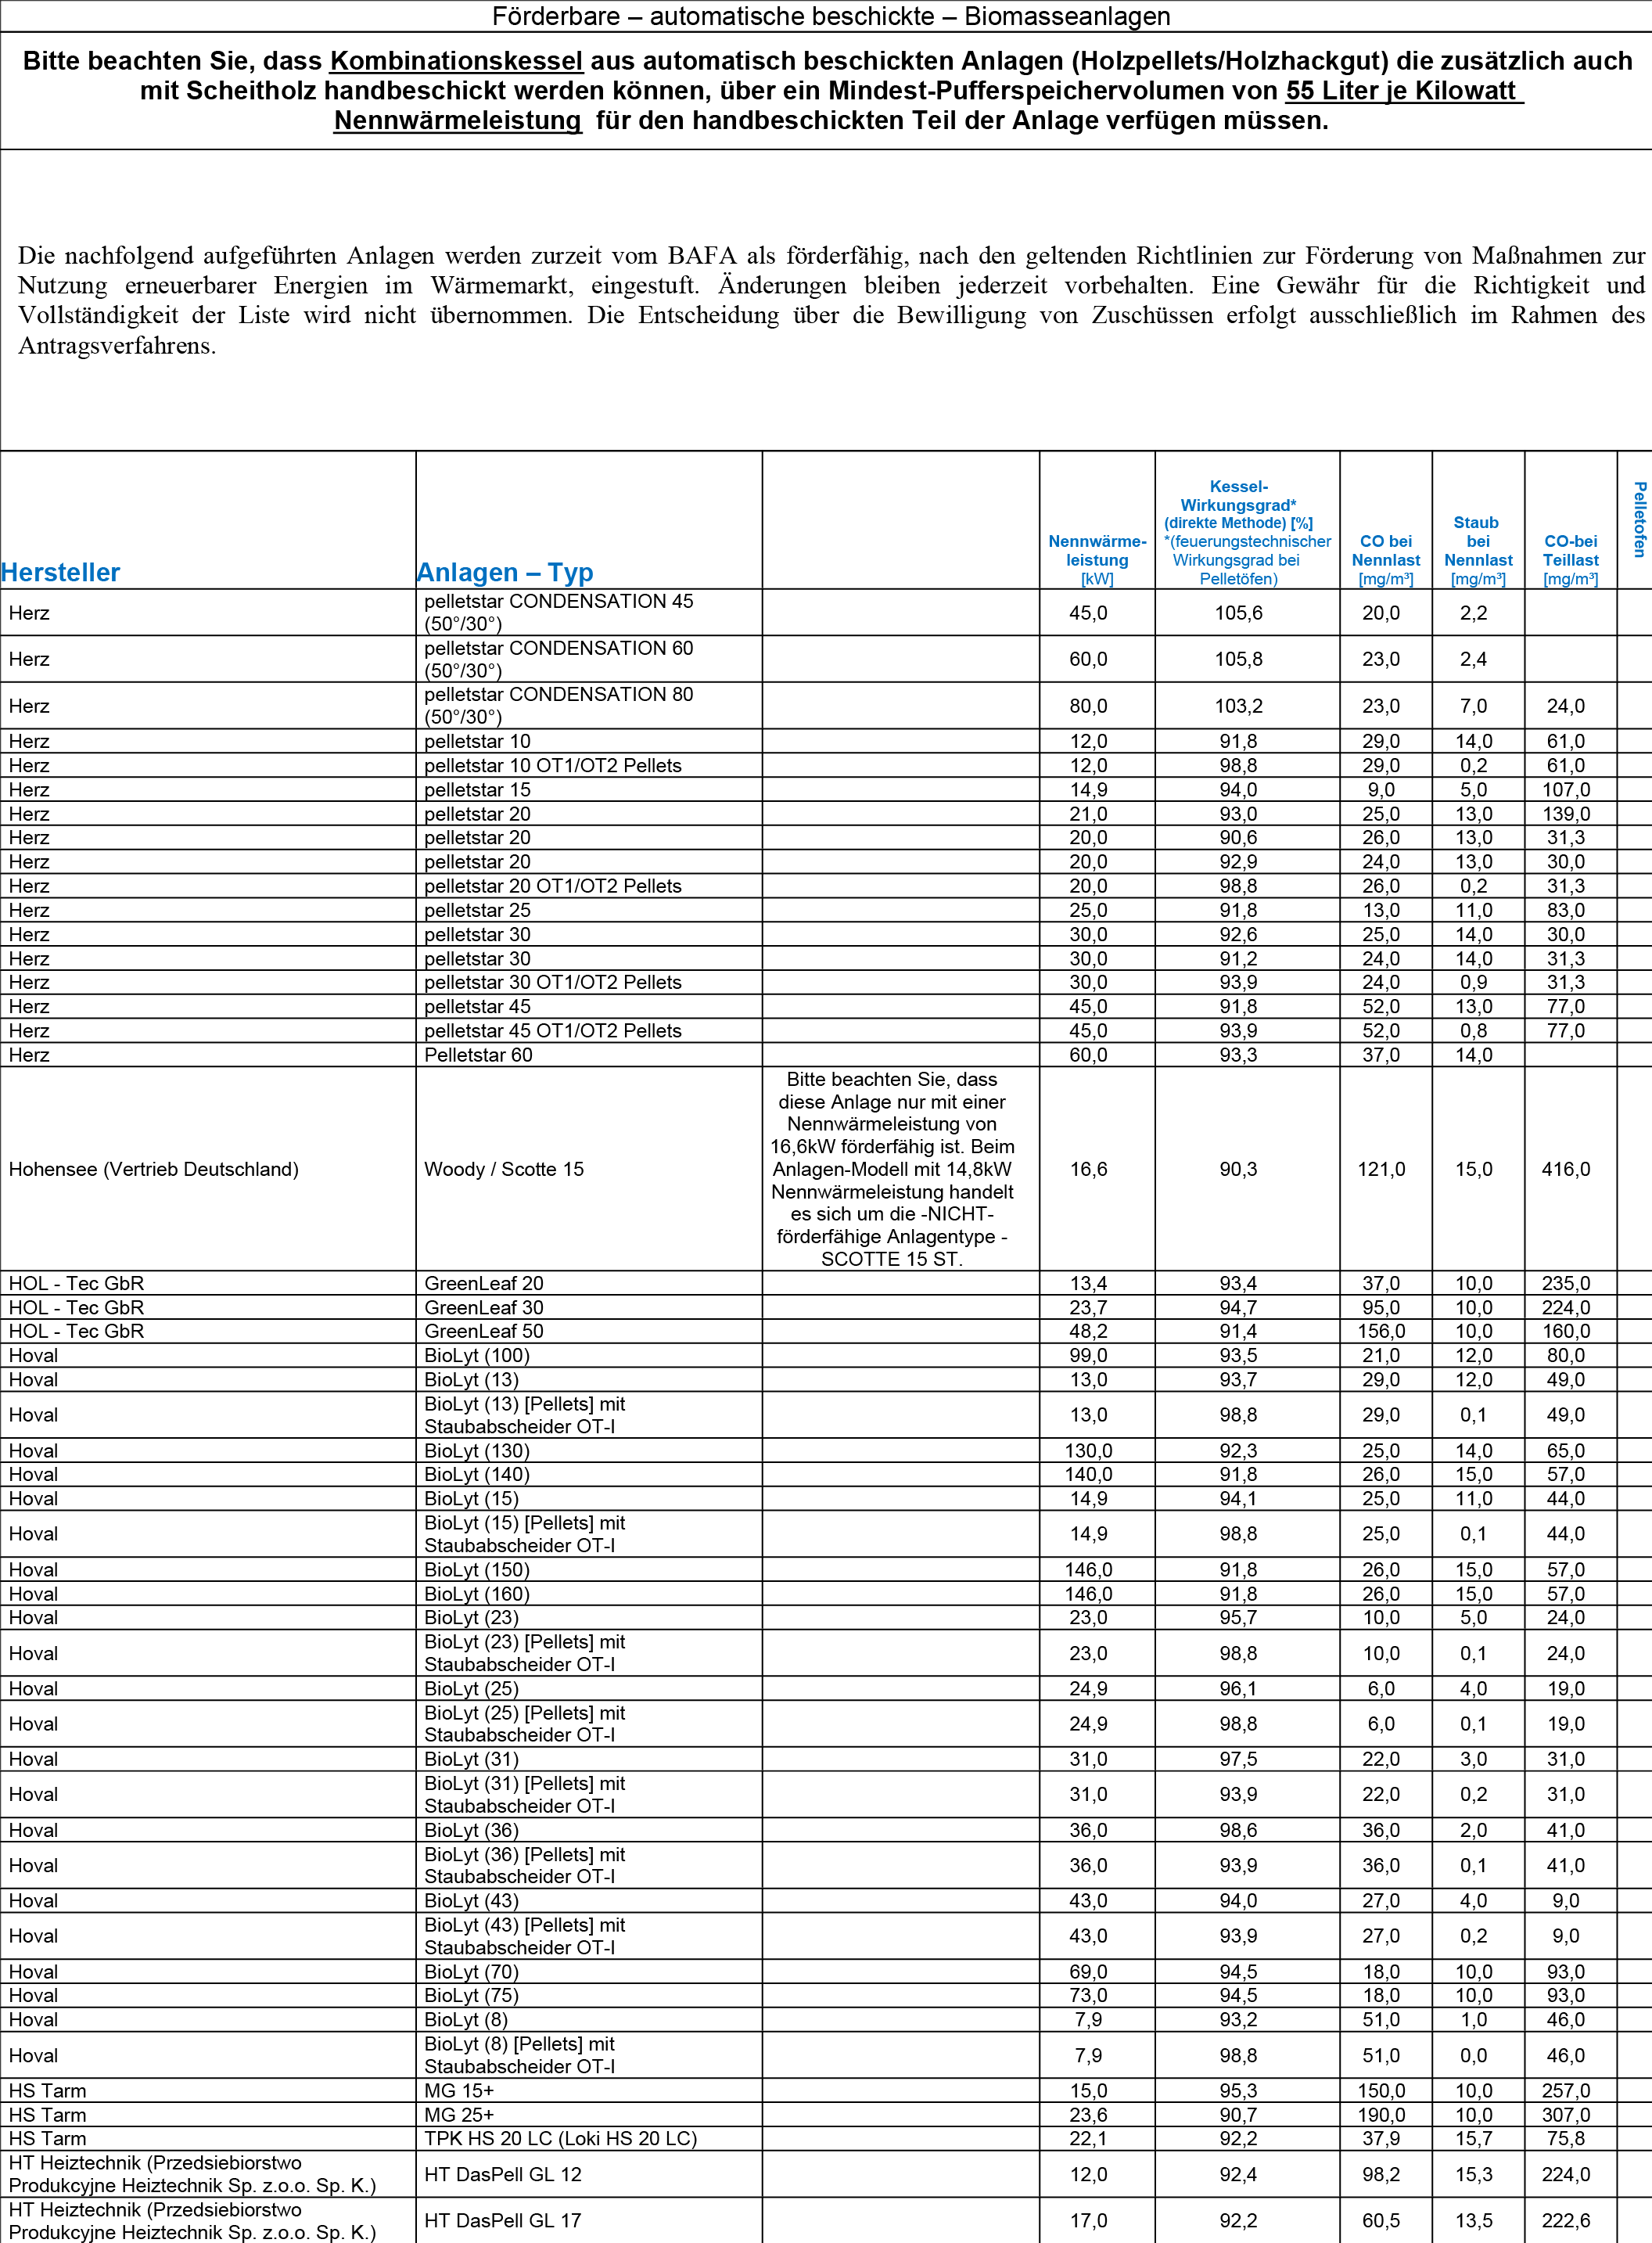 Förderbare – automatische beschickte – Biomasseanlagen
Bitte beachten Sie, dass Kombinationskessel aus automatisch beschickten Anlagen (Holzpellets/Holzhackgut) die zusätzlich auch
mit Scheitholz handbeschickt werden können, über ein Mindest-Pufferspeichervolumen von 55 Liter je Kilowatt
Nennwärmeleistung für den handbeschickten Teil der Anlage verfügen müssen.
Die nachfolgend aufgeführten Anlagen werden zurzeit vom BAFA als förderfähig, nach den geltenden Richtlinien zur Förderung von Maßnahmen zur
Nutzung erneuerbarer Energien im Wärmemarkt, eingestuft. Änderungen bleiben jederzeit vorbehalten. Eine Gewähr für die Richtigkeit und
Vollständigkeit der Liste wird nicht übernommen. Die Entscheidung über die Bewilligung von Zuschüssen erfolgt ausschließlich im Rahmen des
Antragsverfahrens.
Hersteller
Anlagen – Typ
Nennwärme-
leistung
[kW]
Kessel-
Wirkungsgrad*
(direkte Methode) [%]
*(feuerungstechnischer
Wirkungsgrad bei
Pelletöfen)
CO bei
Nennlast
[mg/m³]
Staub
bei
Nennlast
[mg/m³]
CO-bei
Teillast
[mg/m³]
Pelletofen
Herz pelletstar CONDENSATION 45
(50°/30°) 45,0 105,6 20,0 2,2
Herz pelletstar CONDENSATION 60
(50°/30°) 60,0 105,8 23,0 2,4
Herz pelletstar CONDENSATION 80
(50°/30°) 80,0 103,2 23,0 7,0 24,0
Herz pelletstar 10 12,0 91,8 29,0 14,0 61,0
Herz pelletstar 10 OT1/OT2 Pellets 12,0 98,8 29,0 0,2 61,0
Herz pelletstar 15 14,9 94,0 9,0 5,0 107,0
Herz pelletstar 20 21,0 93,0 25,0 13,0 139,0
Herz pelletstar 20 20,0 90,6 26,0 13,0 31,3
Herz pelletstar 20 20,0 92,9 24,0 13,0 30,0
Herz pelletstar 20 OT1/OT2 Pellets 20,0 98,8 26,0 0,2 31,3
Herz pelletstar 25 25,0 91,8 13,0 11,0 83,0
Herz pelletstar 30 30,0 92,6 25,0 14,0 30,0
Herz pelletstar 30 30,0 91,2 24,0 14,0 31,3
Herz pelletstar 30 OT1/OT2 Pellets 30,0 93,9 24,0 0,9 31,3
Herz pelletstar 45 45,0 91,8 52,0 13,0 77,0
Herz pelletstar 45 OT1/OT2 Pellets 45,0 93,9 52,0 0,8 77,0
Herz Pelletstar 60 60,0 93,3 37,0 14,0
Hohensee (Vertrieb Deutschland) Woody / Scotte 15
Bitte beachten Sie, dass
diese Anlage nur mit einer
Nennwärmeleistung von
16,6kW förderfähig ist. Beim
Anlagen-Modell mit 14,8kW
Nennwärmeleistung handelt
es sich um die -NICHT-
förderfähige Anlagentype -
SCOTTE 15 ST.
16,6 90,3 121,0 15,0 416,0
HOL - Tec GbR GreenLeaf 20 13,4 93,4 37,0 10,0 235,0
HOL - Tec GbR GreenLeaf 30 23,7 94,7 95,0 10,0 224,0
HOL - Tec GbR GreenLeaf 50 48,2 91,4 156,0 10,0 160,0
Hoval BioLyt (100) 99,0 93,5 21,0 12,0 80,0
Hoval BioLyt (13) 13,0 93,7 29,0 12,0 49,0
Hoval BioLyt (13) [Pellets] mit
Staubabscheider OT-I 13,0 98,8 29,0 0,1 49,0
Hoval BioLyt (130) 130,0 92,3 25,0 14,0 65,0
Hoval BioLyt (140) 140,0 91,8 26,0 15,0 57,0
Hoval BioLyt (15) 14,9 94,1 25,0 11,0 44,0
Hoval BioLyt (15) [Pellets] mit
Staubabscheider OT-I 14,9 98,8 25,0 0,1 44,0
Hoval BioLyt (150) 146,0 91,8 26,0 15,0 57,0
Hoval BioLyt (160) 146,0 91,8 26,0 15,0 57,0
Hoval BioLyt (23) 23,0 95,7 10,0 5,0 24,0
Hoval BioLyt (23) [Pellets] mit
Staubabscheider OT-I 23,0 98,8 10,0 0,1 24,0
Hoval BioLyt (25) 24,9 96,1 6,0 4,0 19,0
Hoval BioLyt (25) [Pellets] mit
Staubabscheider OT-I 24,9 98,8 6,0 0,1 19,0
Hoval BioLyt (31) 31,0 97,5 22,0 3,0 31,0
Hoval BioLyt (31) [Pellets] mit
Staubabscheider OT-I 31,0 93,9 22,0 0,2 31,0
Hoval BioLyt (36) 36,0 98,6 36,0 2,0 41,0
Hoval BioLyt (36) [Pellets] mit
Staubabscheider OT-I 36,0 93,9 36,0 0,1 41,0
Hoval BioLyt (43) 43,0 94,0 27,0 4,0 9,0
Hoval BioLyt (43) [Pellets] mit
Staubabscheider OT-I 43,0 93,9 27,0 0,2 9,0
Hoval BioLyt (70) 69,0 94,5 18,0 10,0 93,0
Hoval BioLyt (75) 73,0 94,5 18,0 10,0 93,0
Hoval BioLyt (8) 7,9 93,2 51,0 1,0 46,0
Hoval BioLyt (8) [Pellets] mit
Staubabscheider OT-I 7,9 98,8 51,0 0,0 46,0
HS Tarm MG 15+ 15,0 95,3 150,0 10,0 257,0
HS Tarm MG 25+ 23,6 90,7 190,0 10,0 307,0
HS Tarm TPK HS 20 LC (Loki HS 20 LC) 22,1 92,2 37,9 15,7 75,8
HT Heiztechnik (Przedsiebiorstwo
Produkcyjne Heiztechnik Sp. z.o.o. Sp. K.) HT DasPell GL 12 12,0 92,4 98,2 15,3 224,0
HT Heiztechnik (Przedsiebiorstwo
Produkcyjne Heiztechnik Sp. z.o.o. Sp. K.) HT DasPell GL 17 17,0 92,2 60,5 13,5 222,6